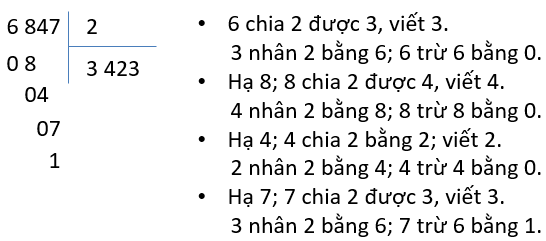 6 847 2
0 8 3 423
04
07
1
• 6 chia 2 được 3, viết 3.
3 nhân 2 bằng 6; 6 trừ 6 bằng 0.
• Hạ 8; 8 chia 2 được 4, viết 4.
4 nhân 2 bằng 8; 8 trừ 8 bằng 0.
• Hạ 4; 4 chia 2 bằng 2; viết 2.
2 nhân 2 bằng 4; 4 trừ 4 bằng 0.
• Hạ 7; 7 chia 2 được 3, viết 3.
3 nhân 2 bằng 6; 7 trừ 6 bằng 1.